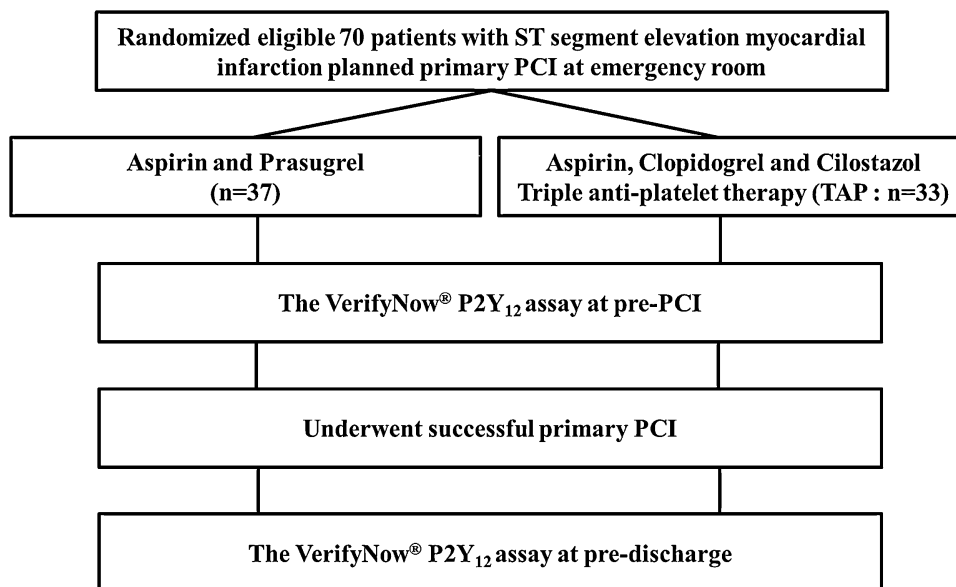 Randomized eligible 70 patients with ST segment elevation myocardial
infarction planned primary PCI at emergency room
Aspirin and Prasugrel
(n=37)
Aspirin, Clopidogrel and Cilostazol
Triple anti-platelet therapy (TAP : n=33)
The VerifyNow® P2Y₁₂ assay at pre-PCI
Underwent successful primary PCI
The VerifyNow® P2Y₁₂ assay at pre-discharge